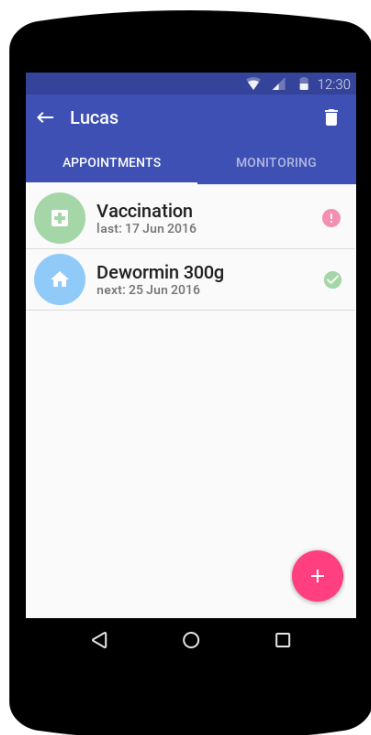 12:30
Lucas
APPOINTMENTS MONITORING
Vaccination
last: 17 Jun 2016
Dewormin 300g
next: 25 Jun 2016